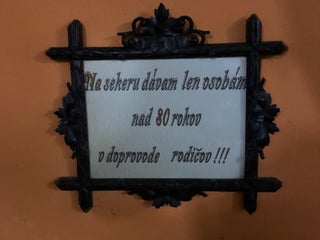 Na sekeru dávam len osobám
nad 80 rokov
v doprovode rodičov !!!